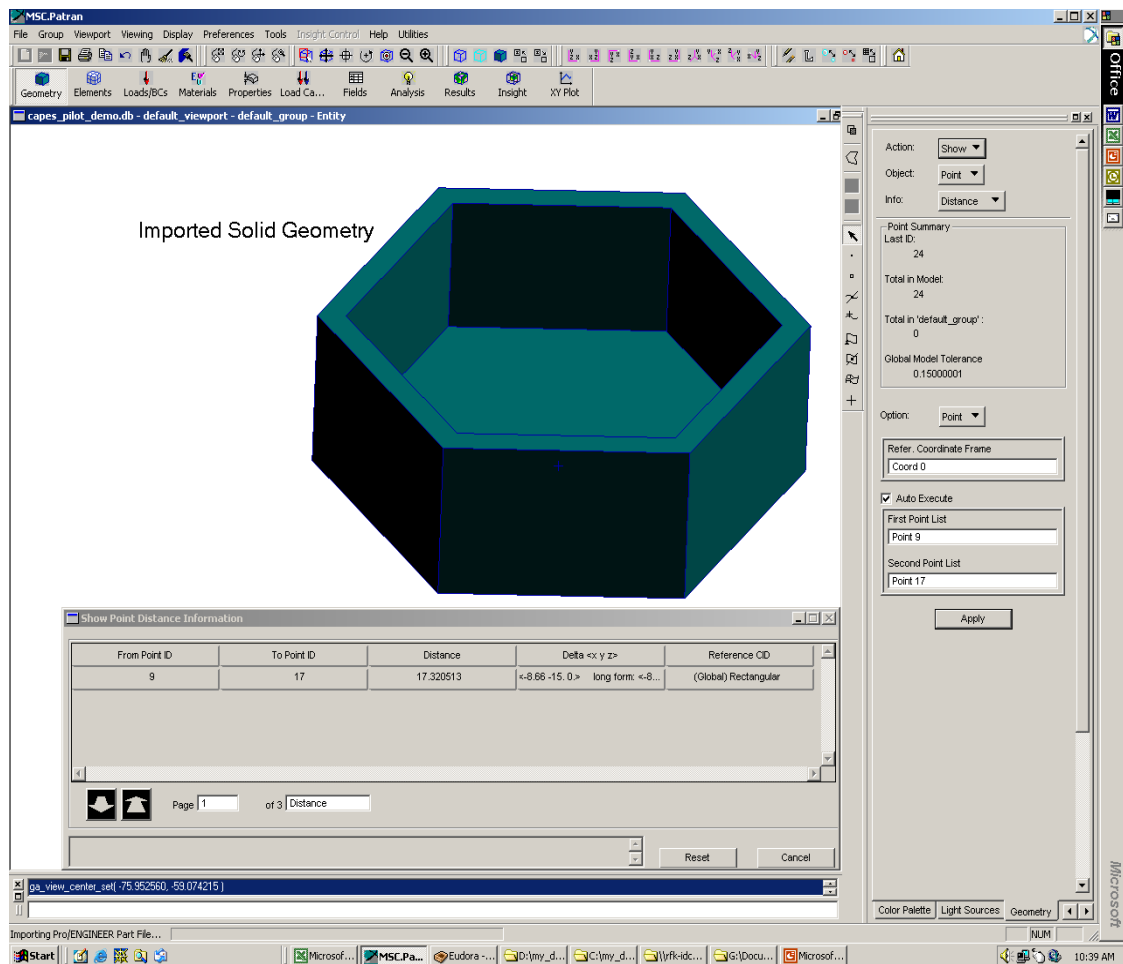 MSC.Patran
File Group Viewport Viewing Display Preferences Tools Insight Control Help Utilities
Geometry Elements Loads/BCs Materials Properties Load Ca... Fields Analysis Results Insight XY Plot
Office
capes_pilot_demo.db - default_viewport - default_group - Entity
Imported Solid Geometry
Action: Show
Object: Point
Info: Distance
Point Summary
Last ID:
24
Total in Model:
24
Total in 'default_group' :
0
Global Model Tolerance
0.15000001
Option: Point
Refer. Coordinate Frame
Coord 0
Auto Execute
First Point List
Point 9
Second Point List
Point 17
Apply
Show Point Distance Information
From Point ID To Point ID Distance Delta <x y z> Reference CID
9 17 17.320513 <-8.66 -15. 0.> long form: <-8... (Global) Rectangular
Page 1 of 3 Distance
Reset Cancel
ga_view_center_set( -75.952560, -59.074215 )
Color Palette Light Sources Geometry
Microsoft
Importing Pro/ENGINEER Part File... NUM
Start Microsof... MSC.Pa... Eudora -... D:\my_d... C:\my_d... \\rfk-idc... G:\Docu... Microsof... 10:39 AM